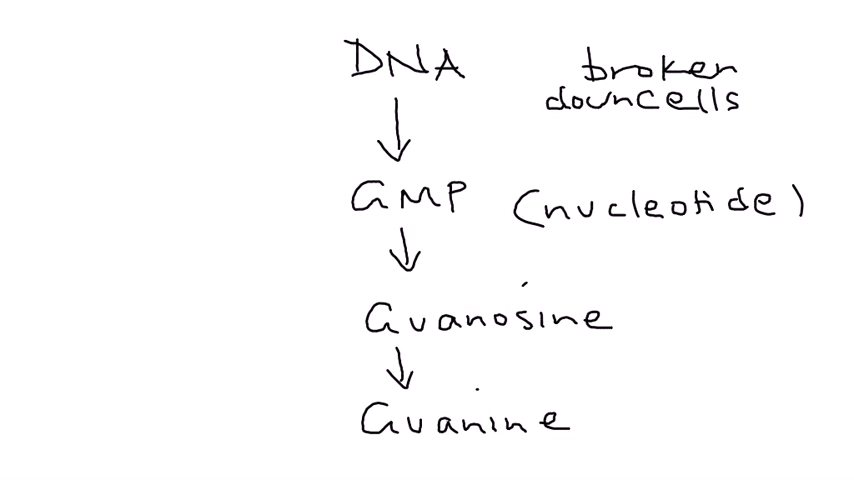 DNA broken
downcells
GMP (nucleotide)
Guanosine
Guanine